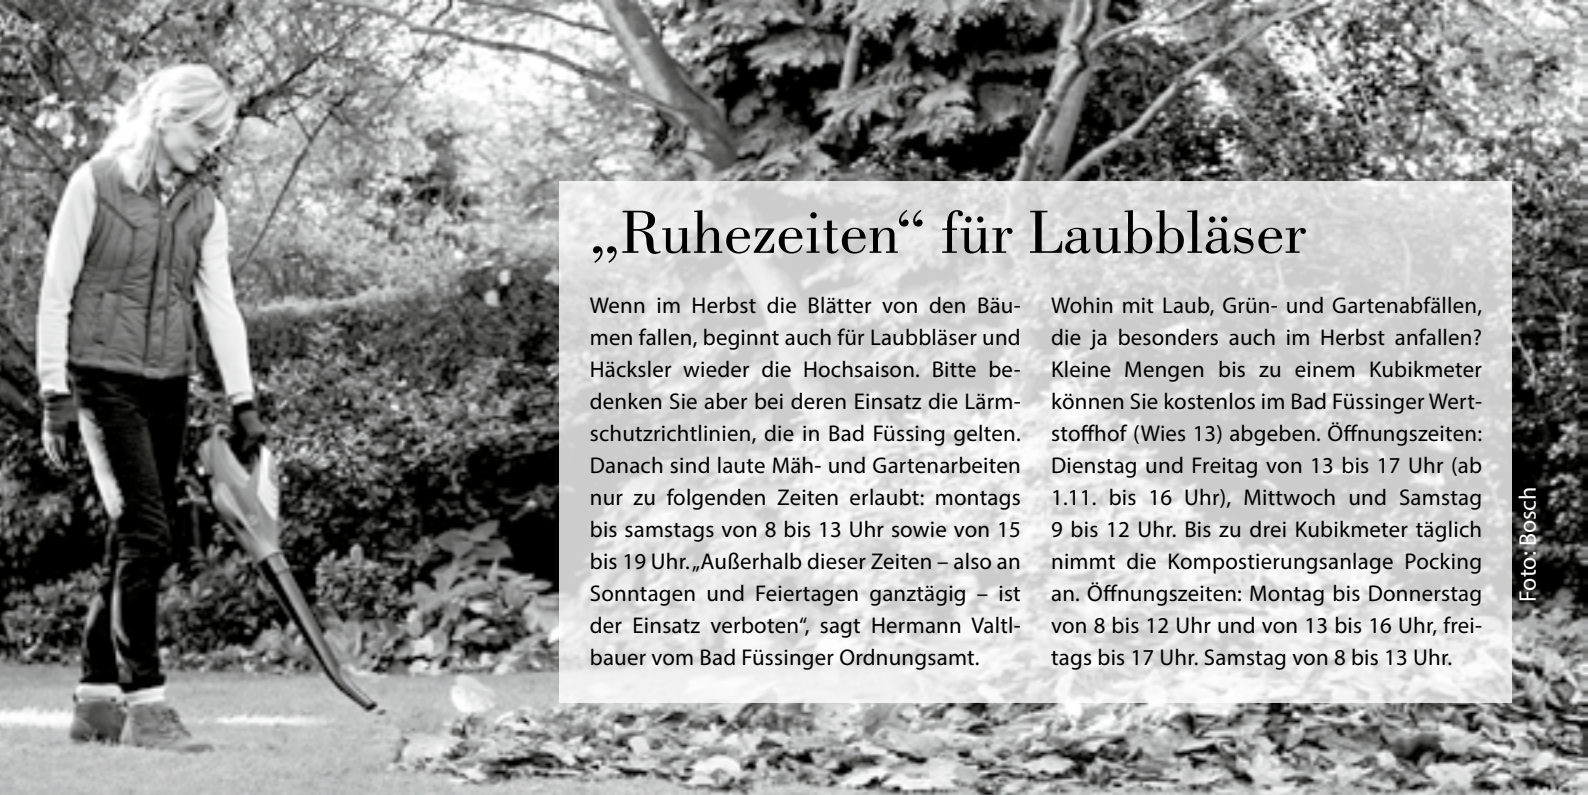 „Ruhezeiten“ für Laubbläser
Wenn im Herbst die Blätter von den Bäu-
men fallen, beginnt auch für Laubbläser und
Häcksler wieder die Hochsaison. Bitte be-
denken Sie aber bei deren Einsatz die Lärm-
schutzrichtlinien, die in Bad Füssing gelten.
Danach sind laute Mäh- und Gartenarbeiten
nur zu folgenden Zeiten erlaubt: montags
bis samstags von 8 bis 13 Uhr sowie von 15
bis 19 Uhr. „Außerhalb dieser Zeiten – also an
Sonntagen und Feiertagen ganztägig – ist
der Einsatz verboten“, sagt Hermann Valtl-
bauer vom Bad Füssinger Ordnungsamt.
Wohin mit Laub, Grün- und Gartenabfällen,
die ja besonders auch im Herbst anfallen?
Kleine Mengen bis zu einem Kubikmeter
können Sie kostenlos im Bad Füssinger Wert-
stoffhof (Wies 13) abgeben. Öffnungszeiten:
Dienstag und Freitag von 13 bis 17 Uhr (ab
1.11. bis 16 Uhr), Mittwoch und Samstag
9 bis 12 Uhr. Bis zu drei Kubikmeter täglich
nimmt die Kompostierungsanlage Pocking
an. Öffnungszeiten: Montag bis Donnerstag
von 8 bis 12 Uhr und von 13 bis 16 Uhr, frei-
tags bis 17 Uhr. Samstag von 8 bis 13 Uhr.
Foto: Bosch